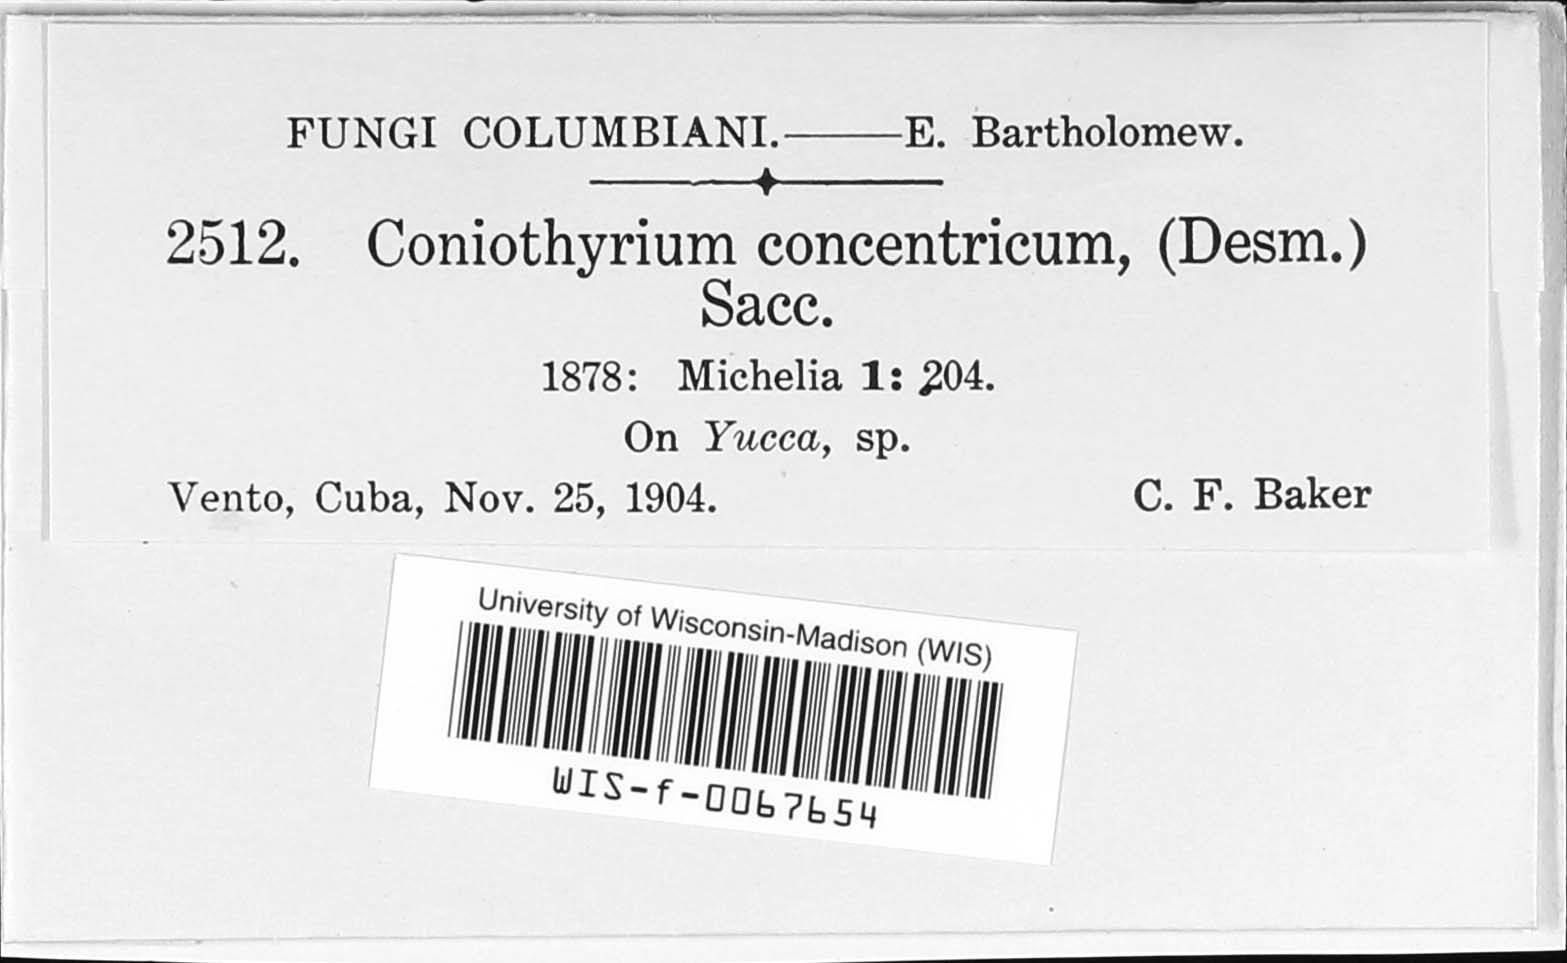 FUNGI COLUMBIANI.——E. Bartholomew.
2512. Coniothyrium concentricum, (Desm.)
Sacc.
1878: Michelia 1: 204.
On Yucca, sp.
Vento, Cuba, Nov. 25, 1904. C. F. Baker
University of Wisconsin-Madison (WIS)
WIS-f-0067654